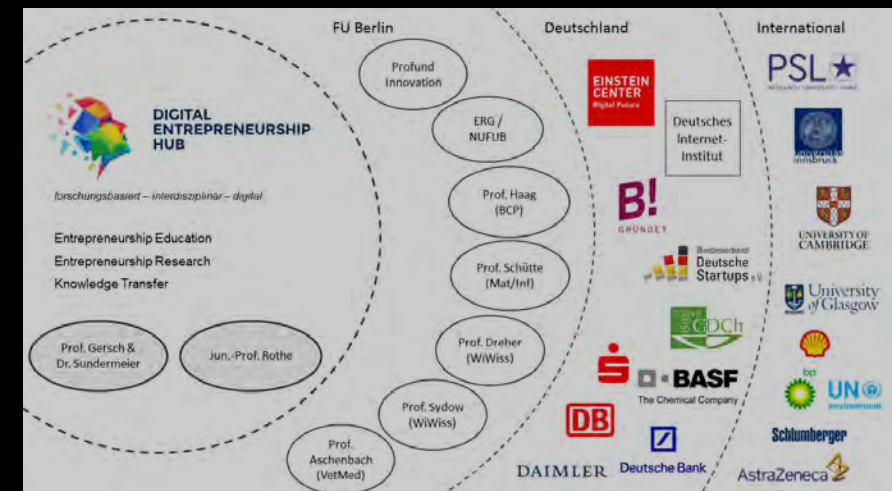 FU Berlin
Deutschland
International
DIGITAL
ENTREPRENEURSHIP
HUB
forschungsbasiert – interdisziplinär – digital
Entrepreneurship Education
Entrepreneurship Research
Knowledge Transfer
Prof. Gersch &
Dr. Sundermeier
Jun.-Prof. Rothe
Profund
Innovation
ERG /
NUFUB
Prof. Haag
(BCP)
Prof. Schütte
(Mat/Inf)
Prof. Dreher
(WiWiss)
Prof. Sydow
(WiWiss)
Prof.
Aschenbach
(VetMed)
EINSTEIN
CENTER
Digital Future
Deutsches
Internet-
Institut
B!
GRÜNDET
Bundesverband
Deutsche
Startups e.V.
GDCh
BASF
The Chemical Company
DB
DAIMLER
Deutsche Bank
PSL
universität
innsbruck
UNIVERSITY OF
CAMBRIDGE
University
of Glasgow
bp
UN
environment
Schlumberger
AstraZeneca